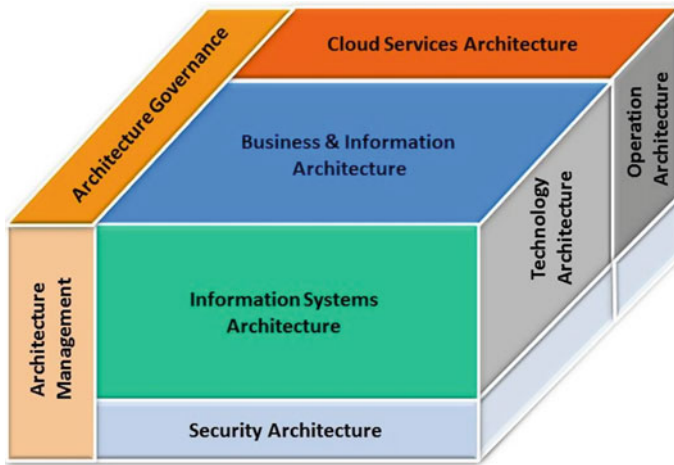 Cloud Services Architecture
Architecture Governance
Business & Information
Architecture
Operation
Architecture
Technology
Architecture
Information Systems
Architecture
Architecture
Management
Security Architecture